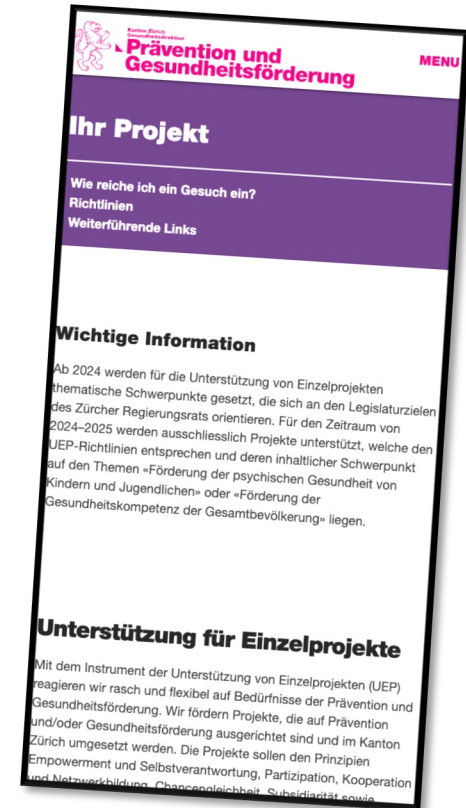 Kanton Zürich
Gesundheitsdirektion
Prävention und
Gesundheitsförderung
MENU
Ihr Projekt
Wie reiche ich ein Gesuch ein?
Richtlinien
Weiterführende Links
Wichtige Information
Ab 2024 werden für die Unterstützung von Einzelprojekten
thematische Schwerpunkte gesetzt, die sich an den Legislaturzielen
des Zürcher Regierungsrats orientieren. Für den Zeitraum von
2024–2025 werden ausschliesslich Projekte unterstützt, welche den
UEP-Richtlinien entsprechen und deren inhaltlicher Schwerpunkt
auf den Themen «Förderung der psychischen Gesundheit von
Kindern und Jugendlichen» oder «Förderung der
Gesundheitskompetenz der Gesamtbevölkerung» liegen.
Unterstützung für Einzelprojekte
Mit dem Instrument der Unterstützung von Einzelprojekten (UEP)
reagieren wir rasch und flexibel auf Bedürfnisse der Prävention und
Gesundheitsförderung. Wir fördern Projekte, die auf Prävention
und/oder Gesundheitsförderung ausgerichtet sind und im Kanton
Zürich umgesetzt werden. Die Projekte sollen den Prinzipien
Empowerment und Selbstverantwortung, Partizipation, Kooperation
und Netzwerkbildung, Chancengleichheit, Subsidiarität sowie